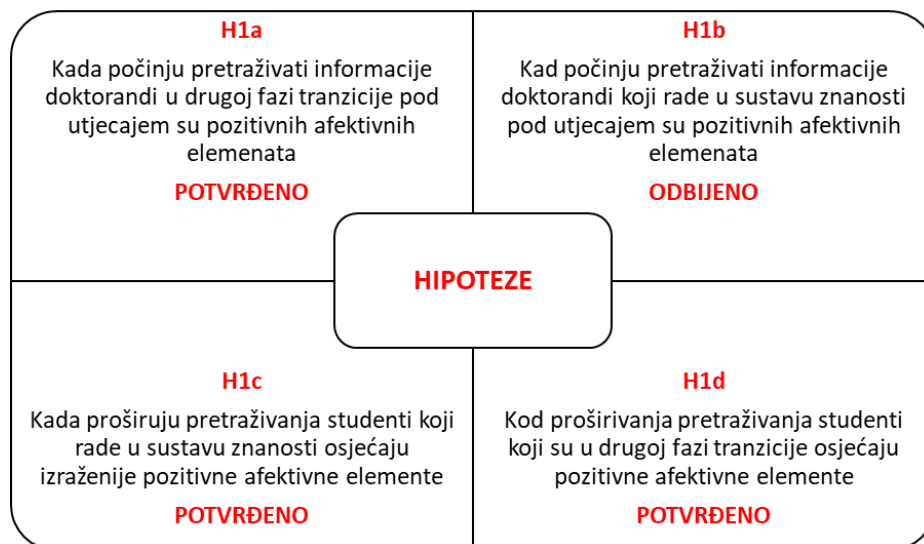 H1a
Kada počinju pretraživati informacije
doktorandi u drugoj fazi tranzicije pod
utjecajem su pozitivnih afektivnih
elemenata
POTVRĐENO
H1b
Kad počinju pretraživati informacije
doktorandi koji rade u sustavu znanosti
pod utjecajem su pozitivnih afektivnih
elemenata
ODBIJENO
HIPOTEZE
H1c
Kada proširuju pretraživanja studenti koji
rade u sustavu znanosti osjećaju
izraženije pozitivne afektivne elemente
POTVRĐENO
H1d
Kod proširivanja pretraživanja studenti
koji su u drugoj fazi tranzicije osjećaju
pozitivne afektivne elemente
POTVRĐENO